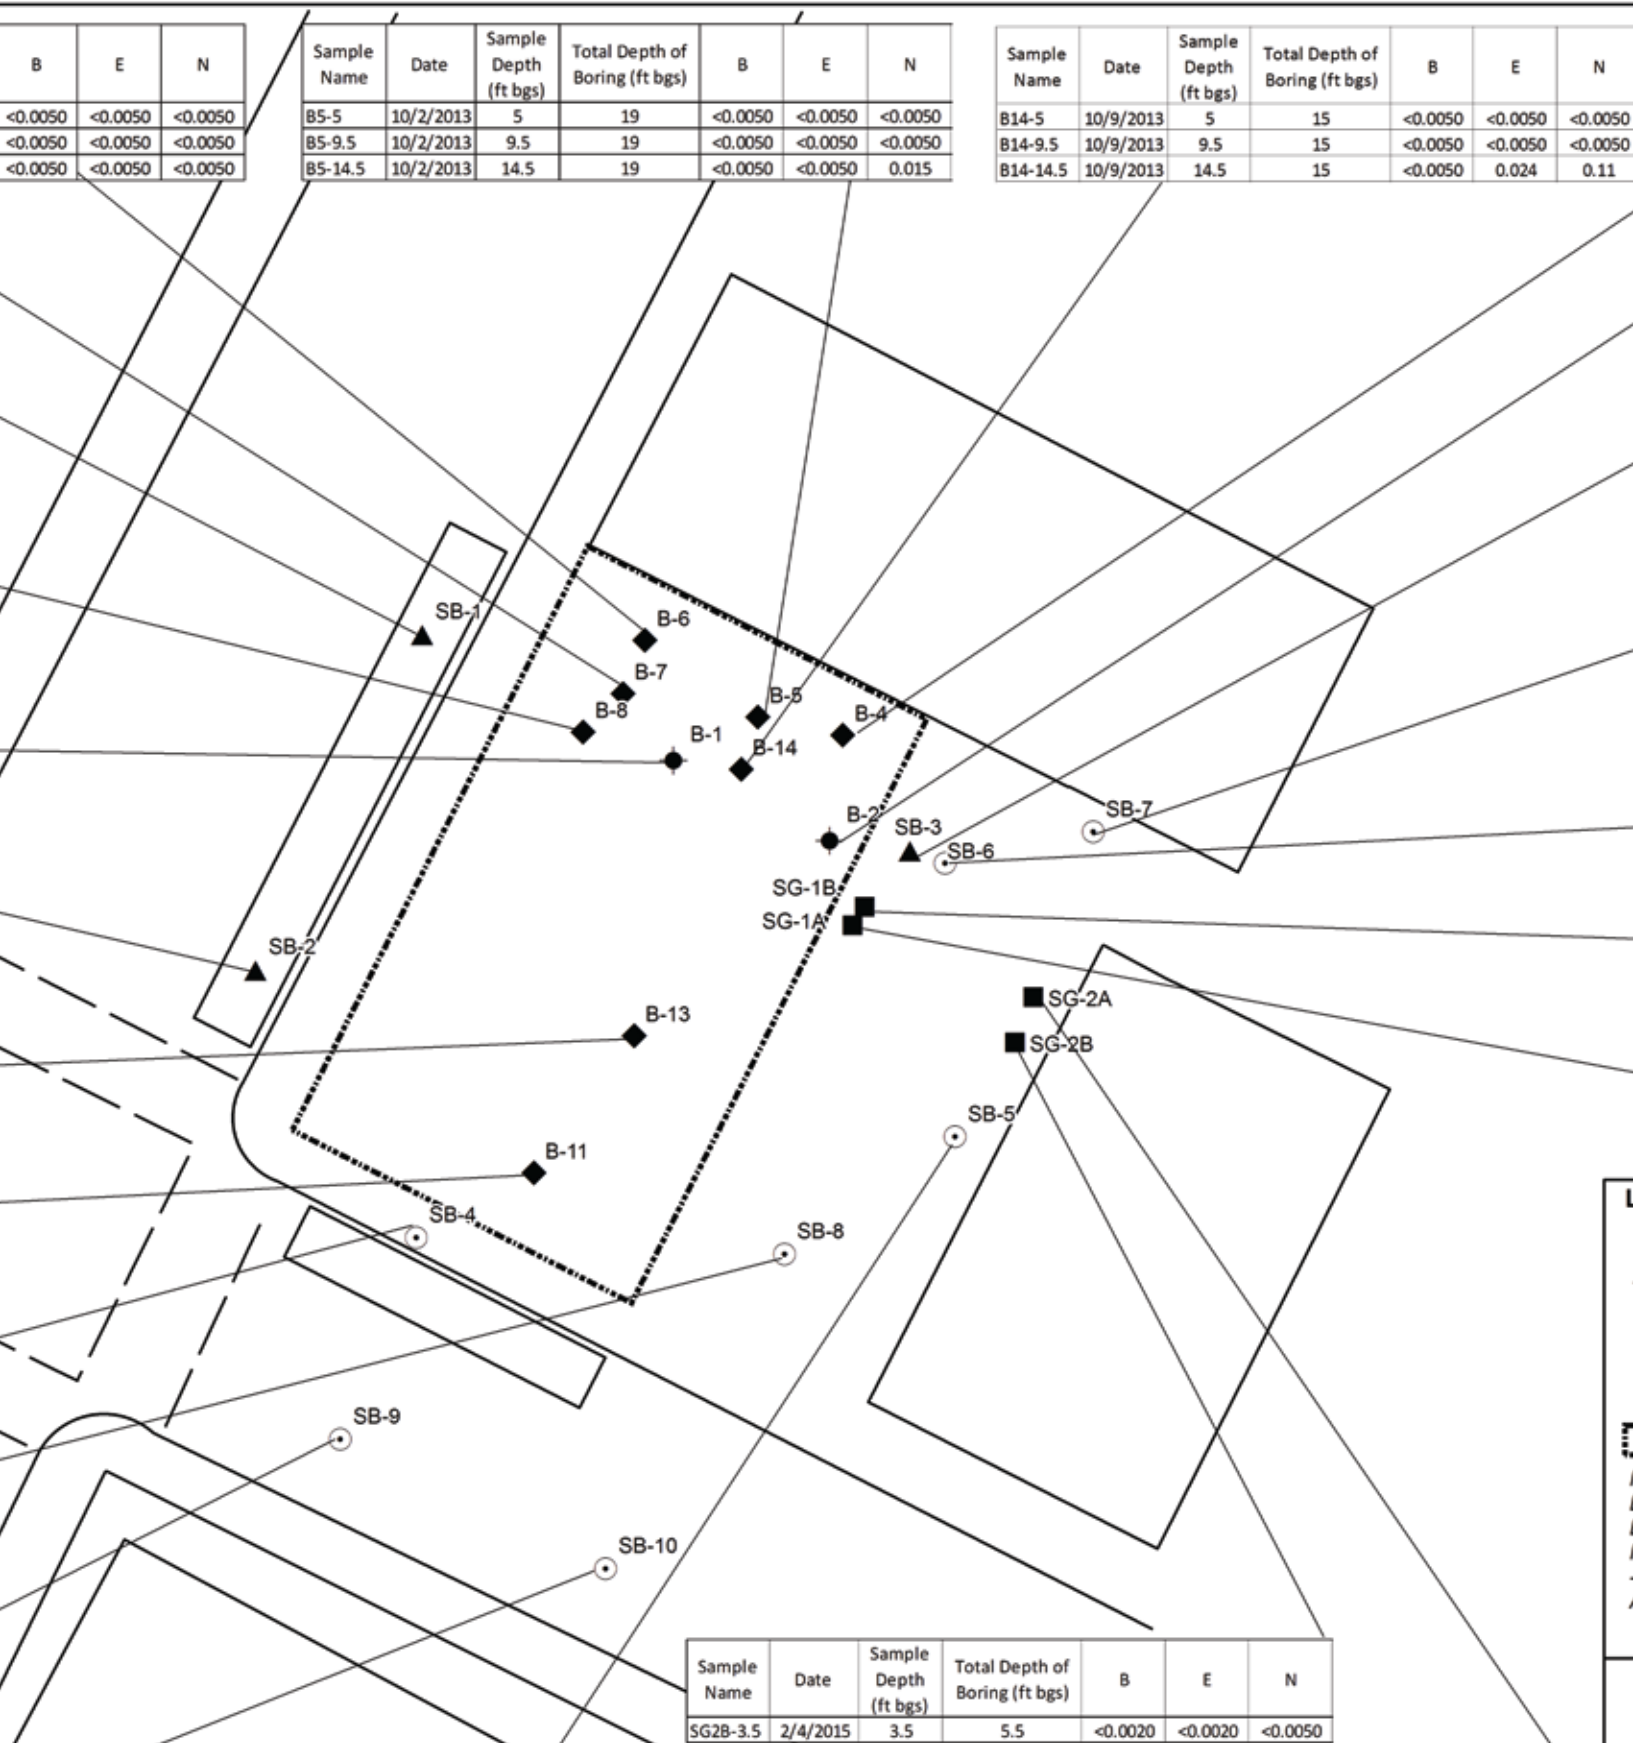 B E N
<0.0050 <0.0050 <0.0050
<0.0050 <0.0050 <0.0050
<0.0050 <0.0050 <0.0050
Sample Name Date Sample Depth (ft bgs) Total Depth of Boring (ft bgs) B E N
B5-5 10/2/2013 5 19 <0.0050 <0.0050 <0.0050
B5-9.5 10/2/2013 9.5 19 <0.0050 <0.0050 <0.0050
B5-14.5 10/2/2013 14.5 19 <0.0050 <0.0050 0.015
Sample Name Date Sample Depth (ft bgs) Total Depth of Boring (ft bgs) B E N
B14-5 10/9/2013 5 15 <0.0050 <0.0050 <0.0050
B14-9.5 10/9/2013 9.5 15 <0.0050 <0.0050 <0.0050
B14-14.5 10/9/2013 14.5 15 <0.0050 0.024 0.11
SB-1
B-6
B-7
B-5
B-8
B-4
B-1
B-14
SB-7
B-2
SB-3
SB-6
SG-1B
SG-1A
SB-2
SG-2A
B-13
SG-2B
SB-5
B-11
SB-4
SB-8
SB-9
SB-10
Sample Name Date Sample Depth (ft bgs) Total Depth of Boring (ft bgs) B E N
SG2B-3.5 2/4/2015 3.5 5.5 <0.0020 <0.0020 <0.0050